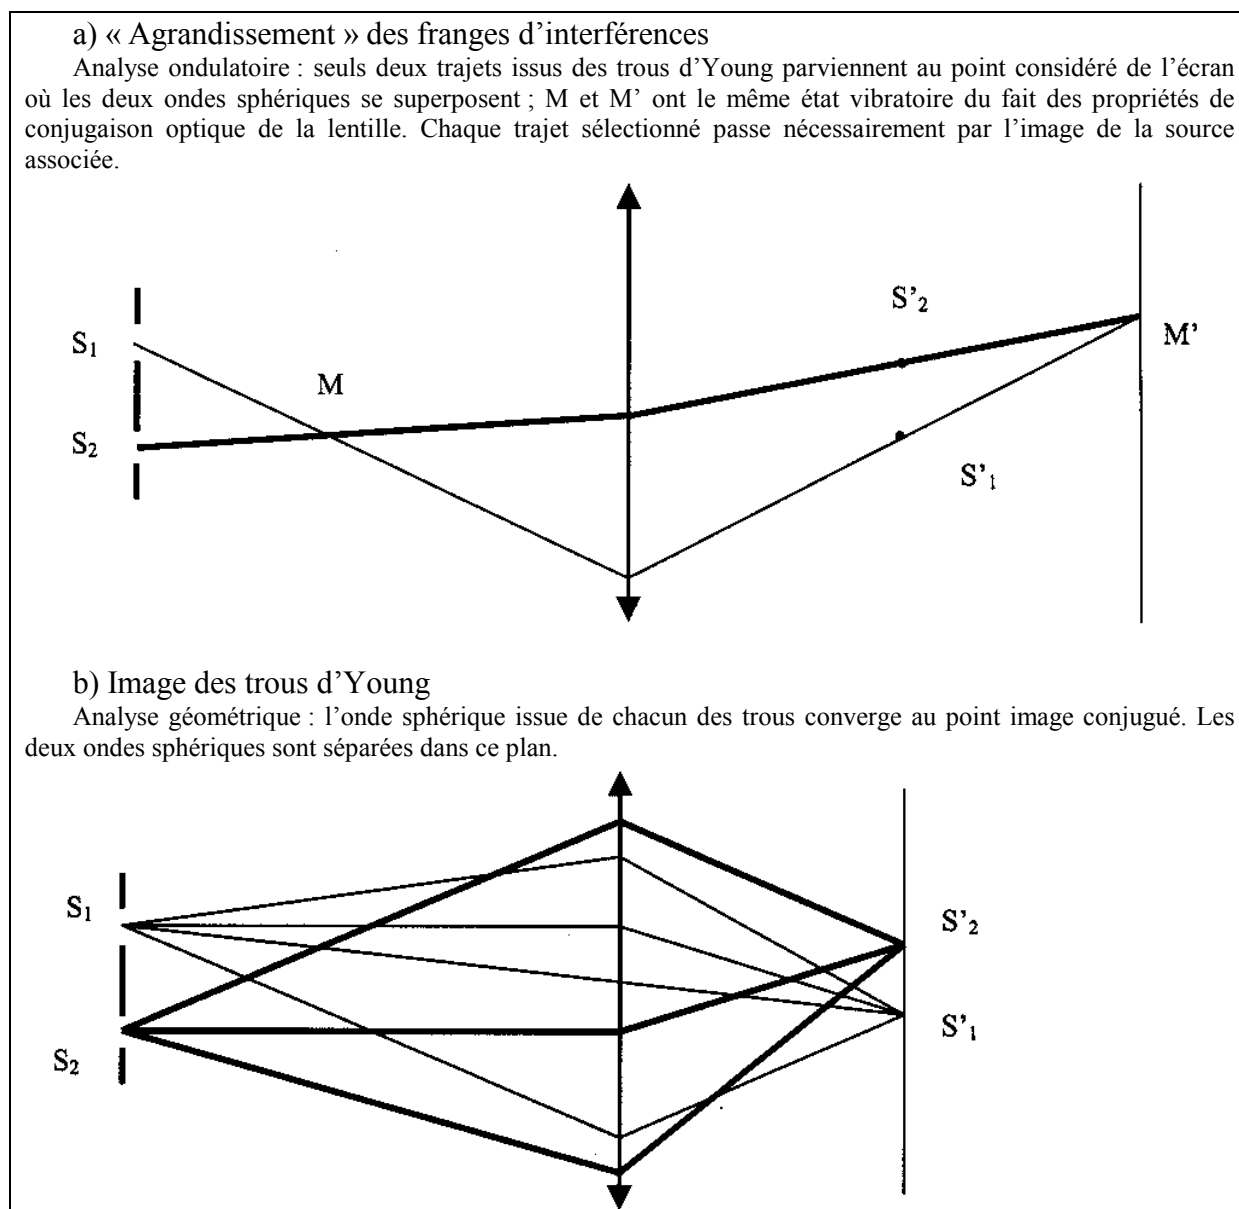 a) « Agrandissement » des franges d’interférences
Analyse ondulatoire : seuls deux trajets issus des trous d’Young parviennent au point considéré de l’écran
où les deux ondes sphériques se superposent ; M et M’ ont le même état vibratoire du fait des propriétés de
conjugaison optique de la lentille. Chaque trajet sélectionné passe nécessairement par l’image de la source
associée.
S’₂
S₁
M’
M
S₂
S’₁
b) Image des trous d’Young
Analyse géométrique : l’onde sphérique issue de chacun des trous converge au point image conjugué. Les
deux ondes sphériques sont séparées dans ce plan.
S₁
S’₂
S’₁
S₂